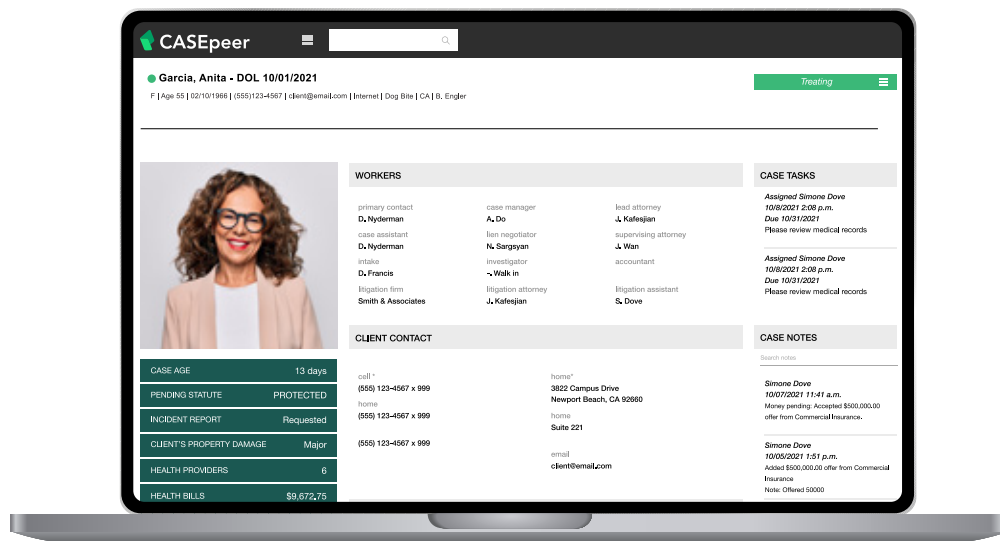 CASEpeer
Garcia, Anita - DOL 10/01/2021
F | Age 55 | 02/10/1966 | (555)123-4567 | client@email.com | Internet | Dog Bite | CA | B. Engler
Treating
WORKERS
primary contact
D. Nyderman
case manager
A. Do
lead attorney
J. Kafesjian
case assistant
D. Nyderman
lien negotiator
N. Sargsyan
supervising attorney
J. Wan
intake
D. Francis
investigator
-. Walk in
accountant
litigation firm
Smith & Associates
litigation attorney
J. Kafesjian
litigation assistant
S. Dove
CLIENT CONTACT
cell *
(555) 123-4567 x 999
home
(555) 123-4567 x 999
(555) 123-4567 x 999
home*
3822 Campus Drive
Newport Beach, CA 92660
home
Suite 221
email
client@email.com
CASE AGE 13 days
PENDING STATUTE PROTECTED
INCIDENT REPORT Requested
CLIENT'S PROPERTY DAMAGE Major
HEALTH PROVIDERS 6
HEALTH BILLS $9,672.75
CASE TASKS
Assigned Simone Dove
10/8/2021 2:08 p.m.
Due 10/31/2021
Please review medical records
Assigned Simone Dove
10/8/2021 2:08 p.m.
Due 10/31/2021
Please review medical records
CASE NOTES
Search notes
Simone Dove
10/07/2021 11:41 a.m.
Money pending: Accepted $500,000.00
offer from Commercial Insurance.
Simone Dove
10/05/2021 1:51 p.m.
Added $500,000.00 offer from Commercial
Insurance
Note: Offered 50000